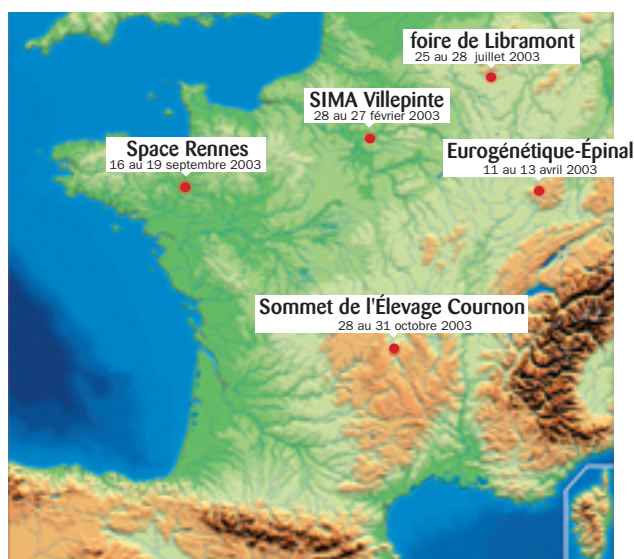 foire de Libramont
25 au 28 juillet 2003
SIMA Villepinte
28 au 27 février 2003
Space Rennes
16 au 19 septembre 2003
Eurogénétique-Épinal
11 au 13 avril 2003
Sommet de l'Élevage Cournon
28 au 31 octobre 2003